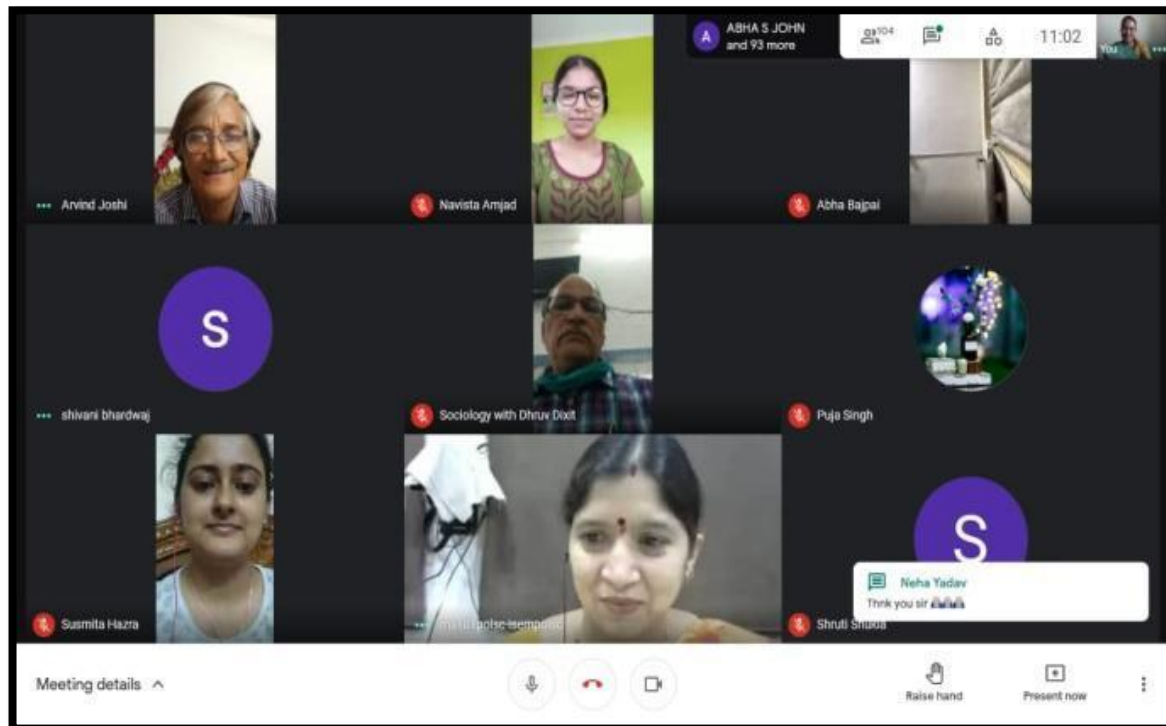 A
ABHA S JOHN
and 93 more
104
11:02
You
Arvind Joshi
Navista Amjad
Abha Bajpai
S
shivani bhardwaj
Sociology with Dhruv Dixit
Puja Singh
S
Neha Yadav
Thnk you sir 🙏🙏🙏
Susmita Hazra
Shruti Shukla
Meeting details
Raise hand
Present now